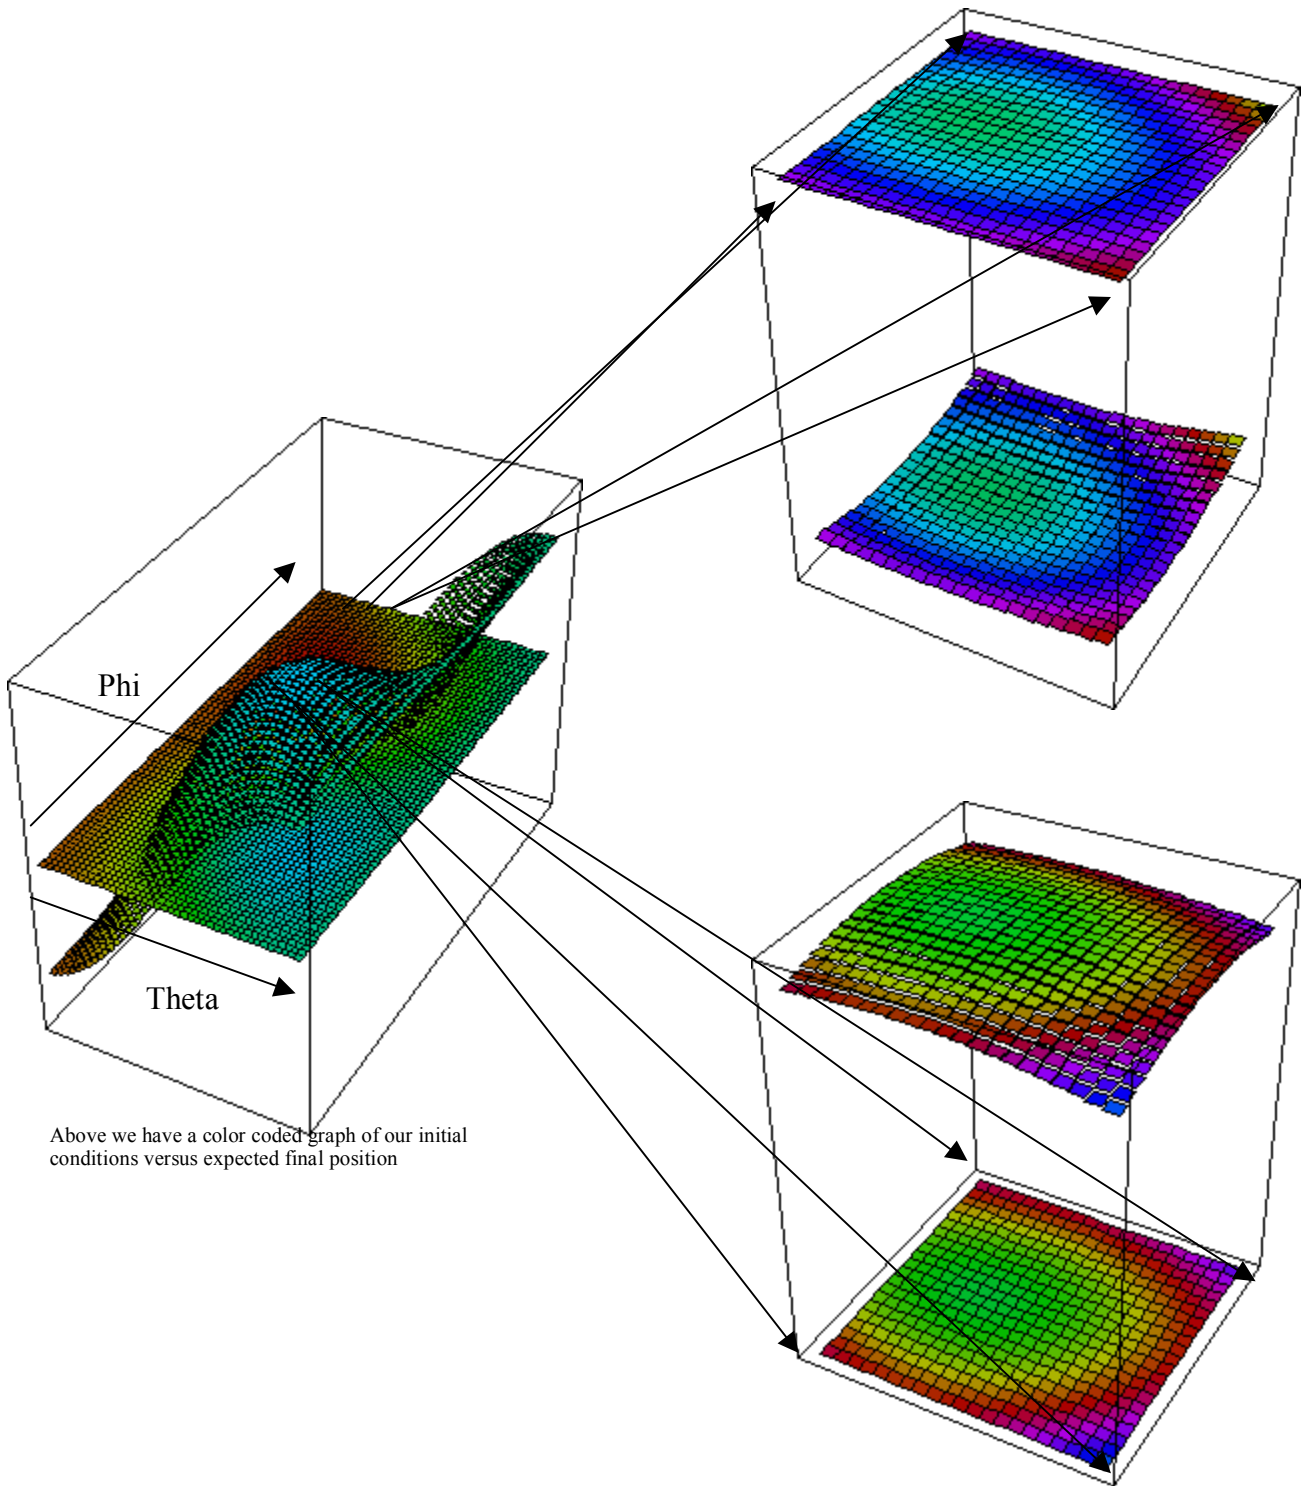 Phi
Theta
Above we have a color coded graph of our initial
conditions versus expected final position